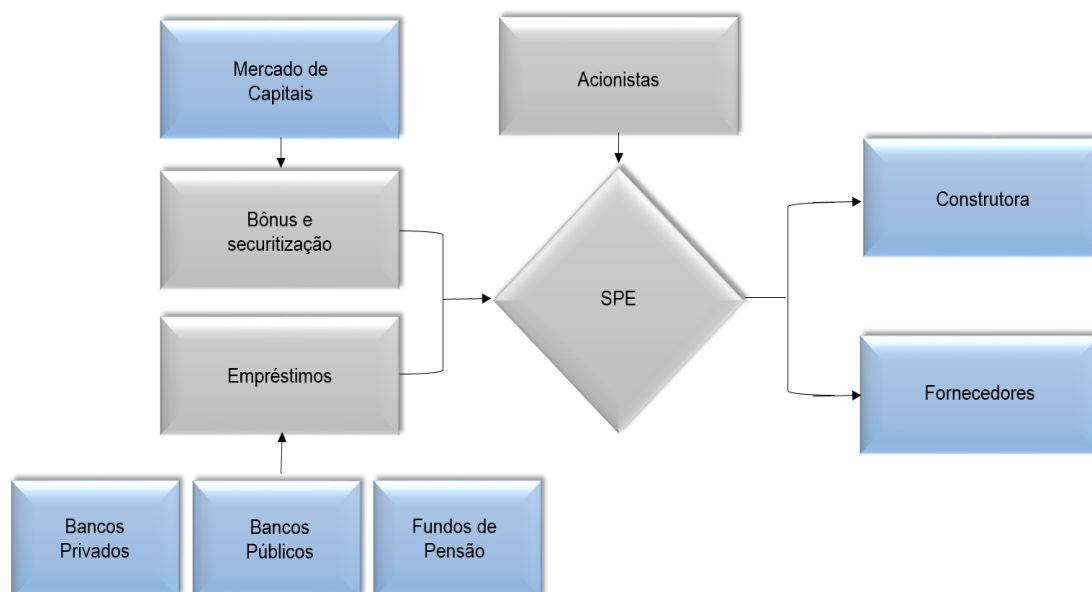 Mercado de
Capitais
Acionistas
Bônus e
securitização
Construtora
SPE
Empréstimos
Fornecedores
Bancos
Privados
Bancos
Públicos
Fundos de
Pensão